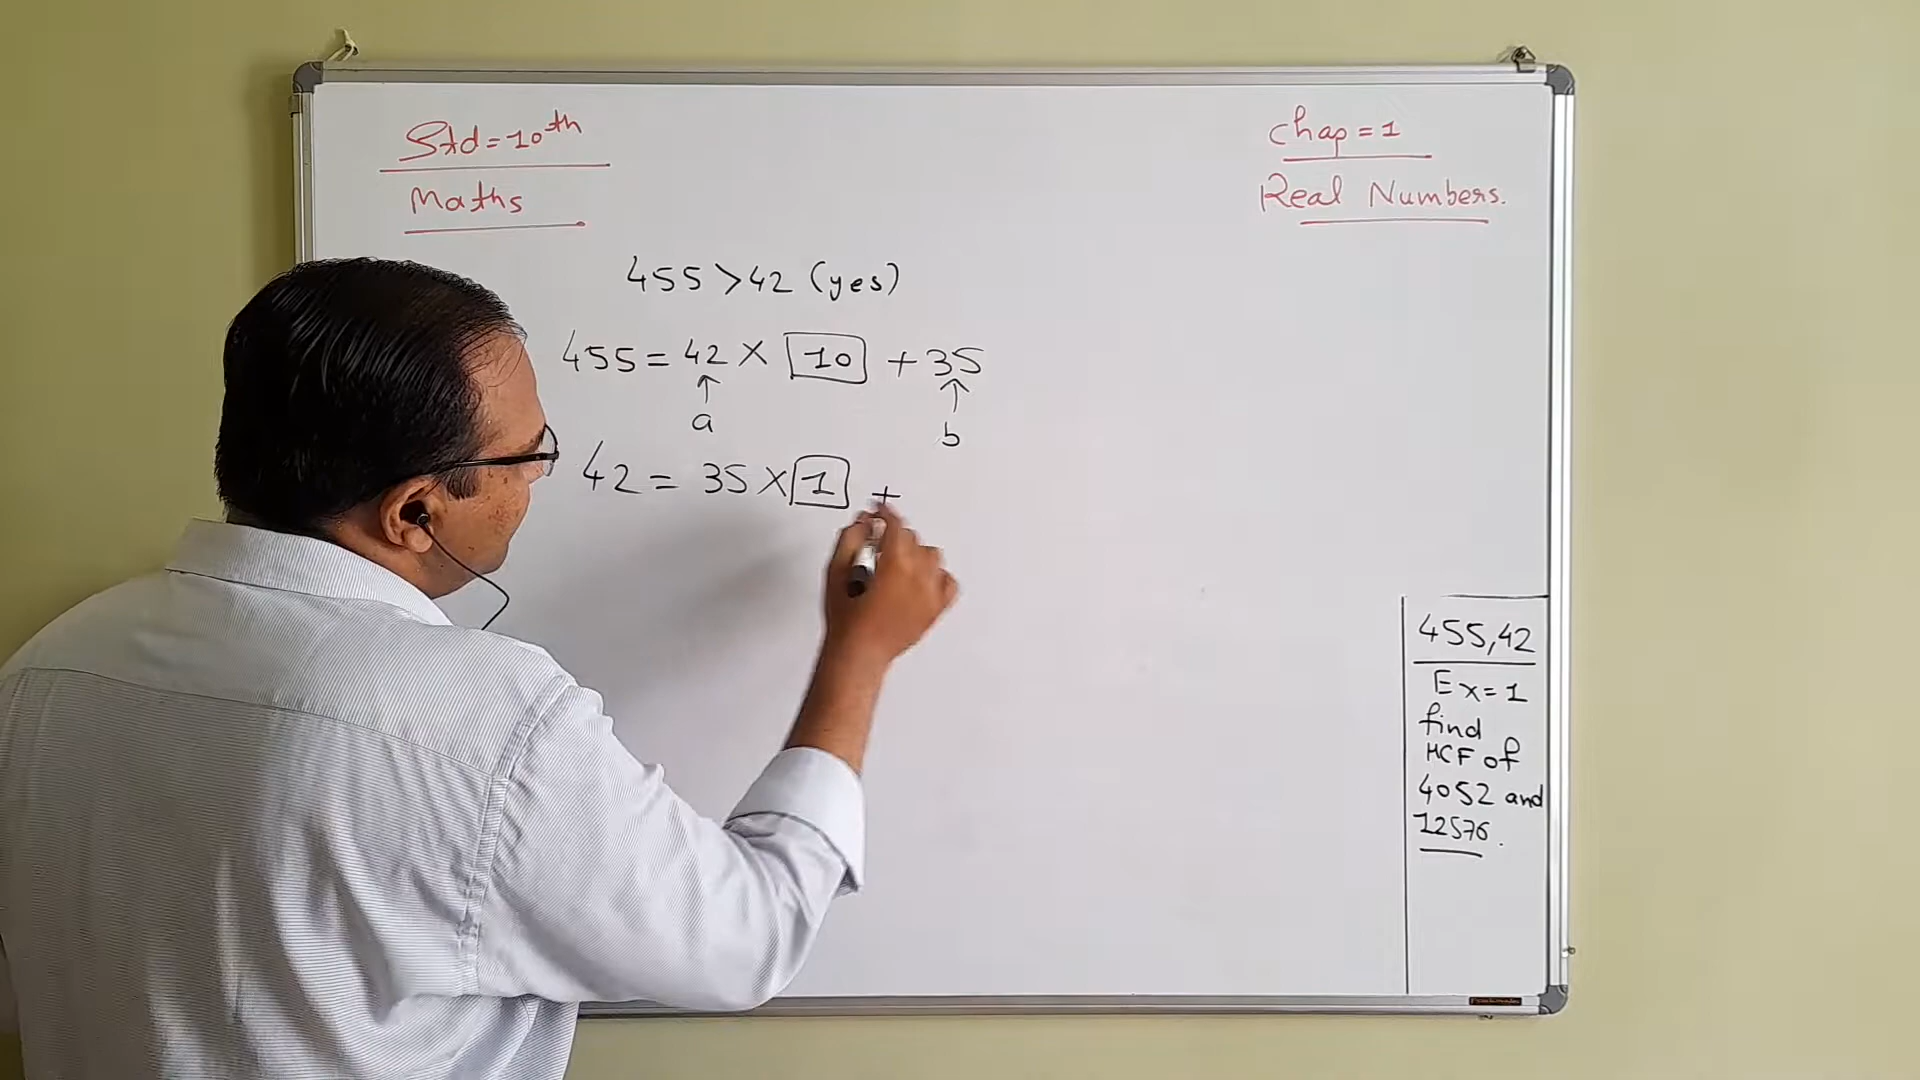 Std=10th
Maths
Chap=1
Real Numbers.
455>42 (yes)
455=42× 10 +35
↑ ↑
a b
42= 35×1 +
455,42
Ex=1
find
HCF of
4052 and
12576.